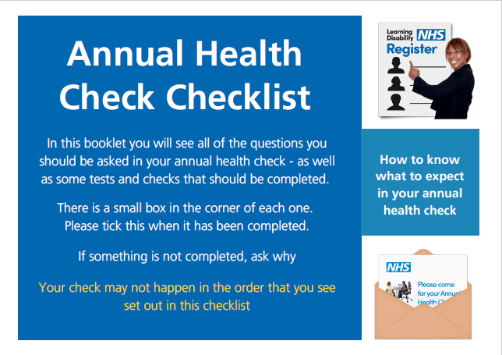 Annual Health
Check Checklist
In this booklet you will see all of the questions you
should be asked in your annual health check - as well
as some tests and checks that should be completed.
There is a small box in the corner of each one.
Please tick this when it has been completed.
If something is not completed, ask why
Your check may not happen in the order that you see
set out in this checklist
Learning
Disability NHS
Register
How to know
what to expect
in your annual
health check
NHS
Please come
for your Annu
Health C